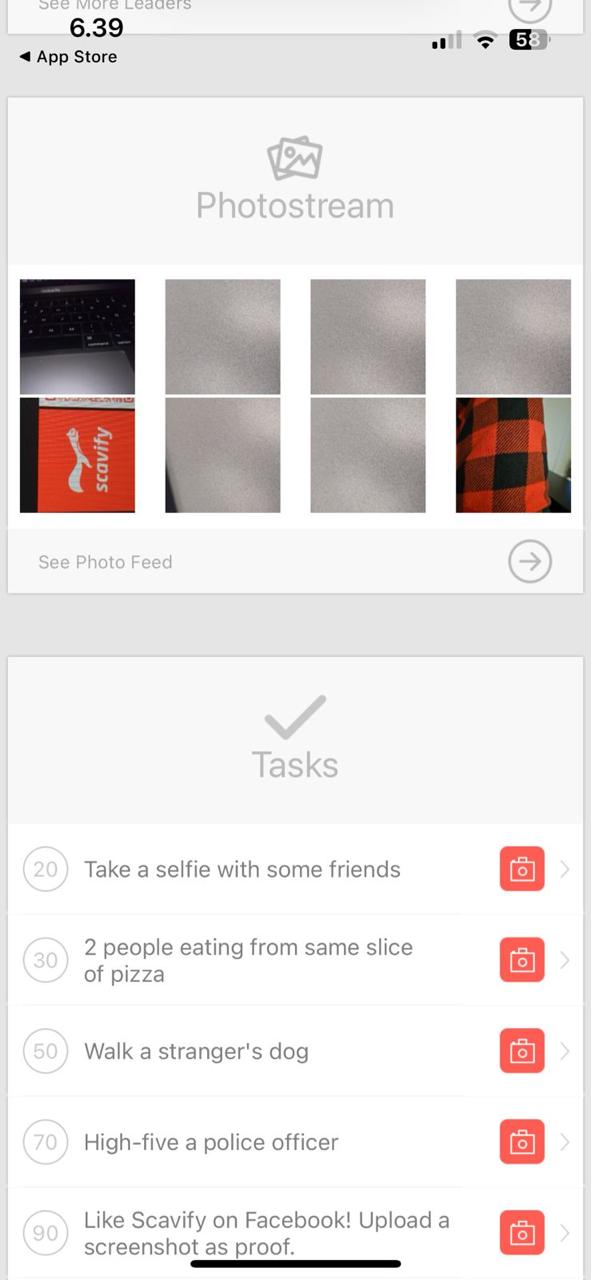 See More Leaders
6.39
58
◀ App Store
Photostream
scavify
See Photo Feed
Tasks
20 Take a selfie with some friends
30 2 people eating from same slice
of pizza
50 Walk a stranger's dog
70 High-five a police officer
90 Like Scavify on Facebook! Upload a
screenshot as proof.